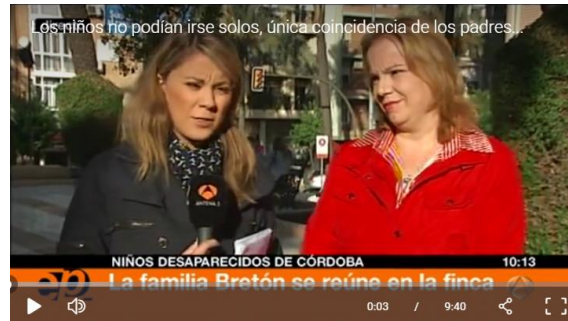 Los niños no podían irse solos, única coincidencia de los padres...
ANTENA 3
NIÑOS DESAPARECIDOS DE CÓRDOBA
10:13
ep
La familia Bretón se reúne en la finca
0:03 / 9:40